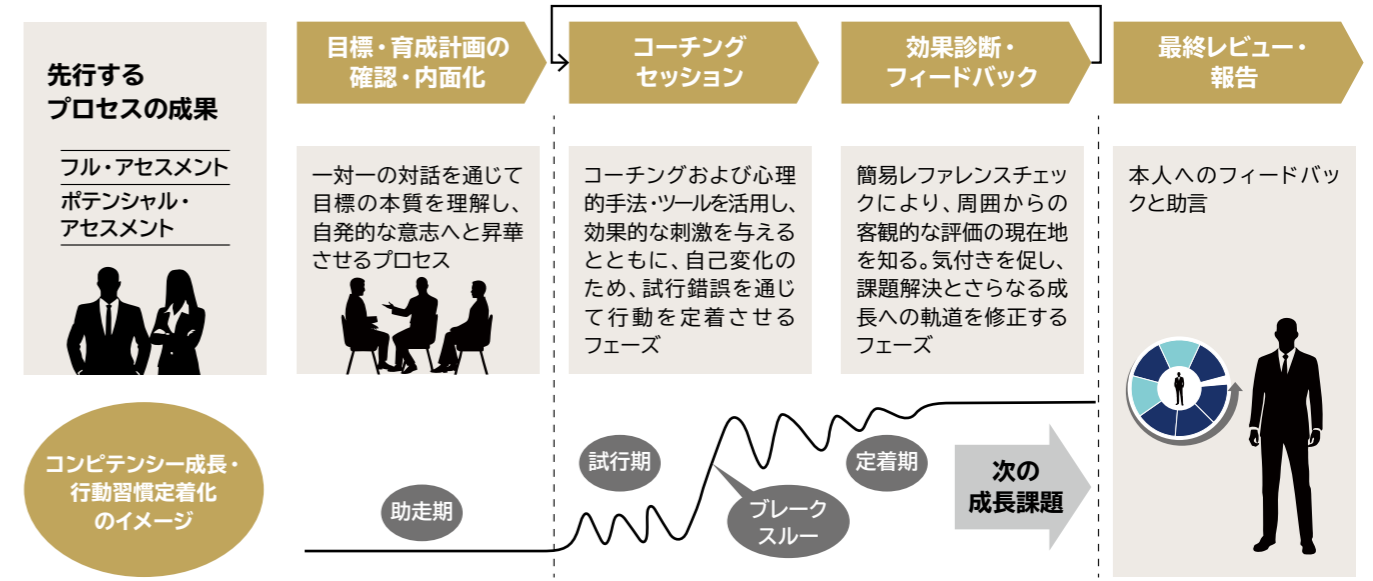 先行する
プロセスの成果
フル・アセスメント
ポテンシャル・
アセスメント
目標・育成計画の
確認・内面化
一対一の対話を通じて
目標の本質を理解し、
自発的な意志へと昇華
させるプロセス
コーチング
セッション
コーチングおよび心理
的手法・ツールを活用し、
効果的な刺激を与える
とともに、自己変化の
ため、試行錯誤を通じ
て行動を定着させる
フェーズ
効果診断・
フィードバック
簡易レファレンスチェッ
クにより、周囲からの
客観的な評価の現在地
を知る。気付きを促し、
課題解決とさらなる成
長への軌道を修正する
フェーズ
最終レビュー・
報告
本人へのフィードバッ
クと助言
コンピテンシー成長・
行動習慣定着化
のイメージ
助走期
試行期
ブレーク
スルー
定着期
次の
成長課題